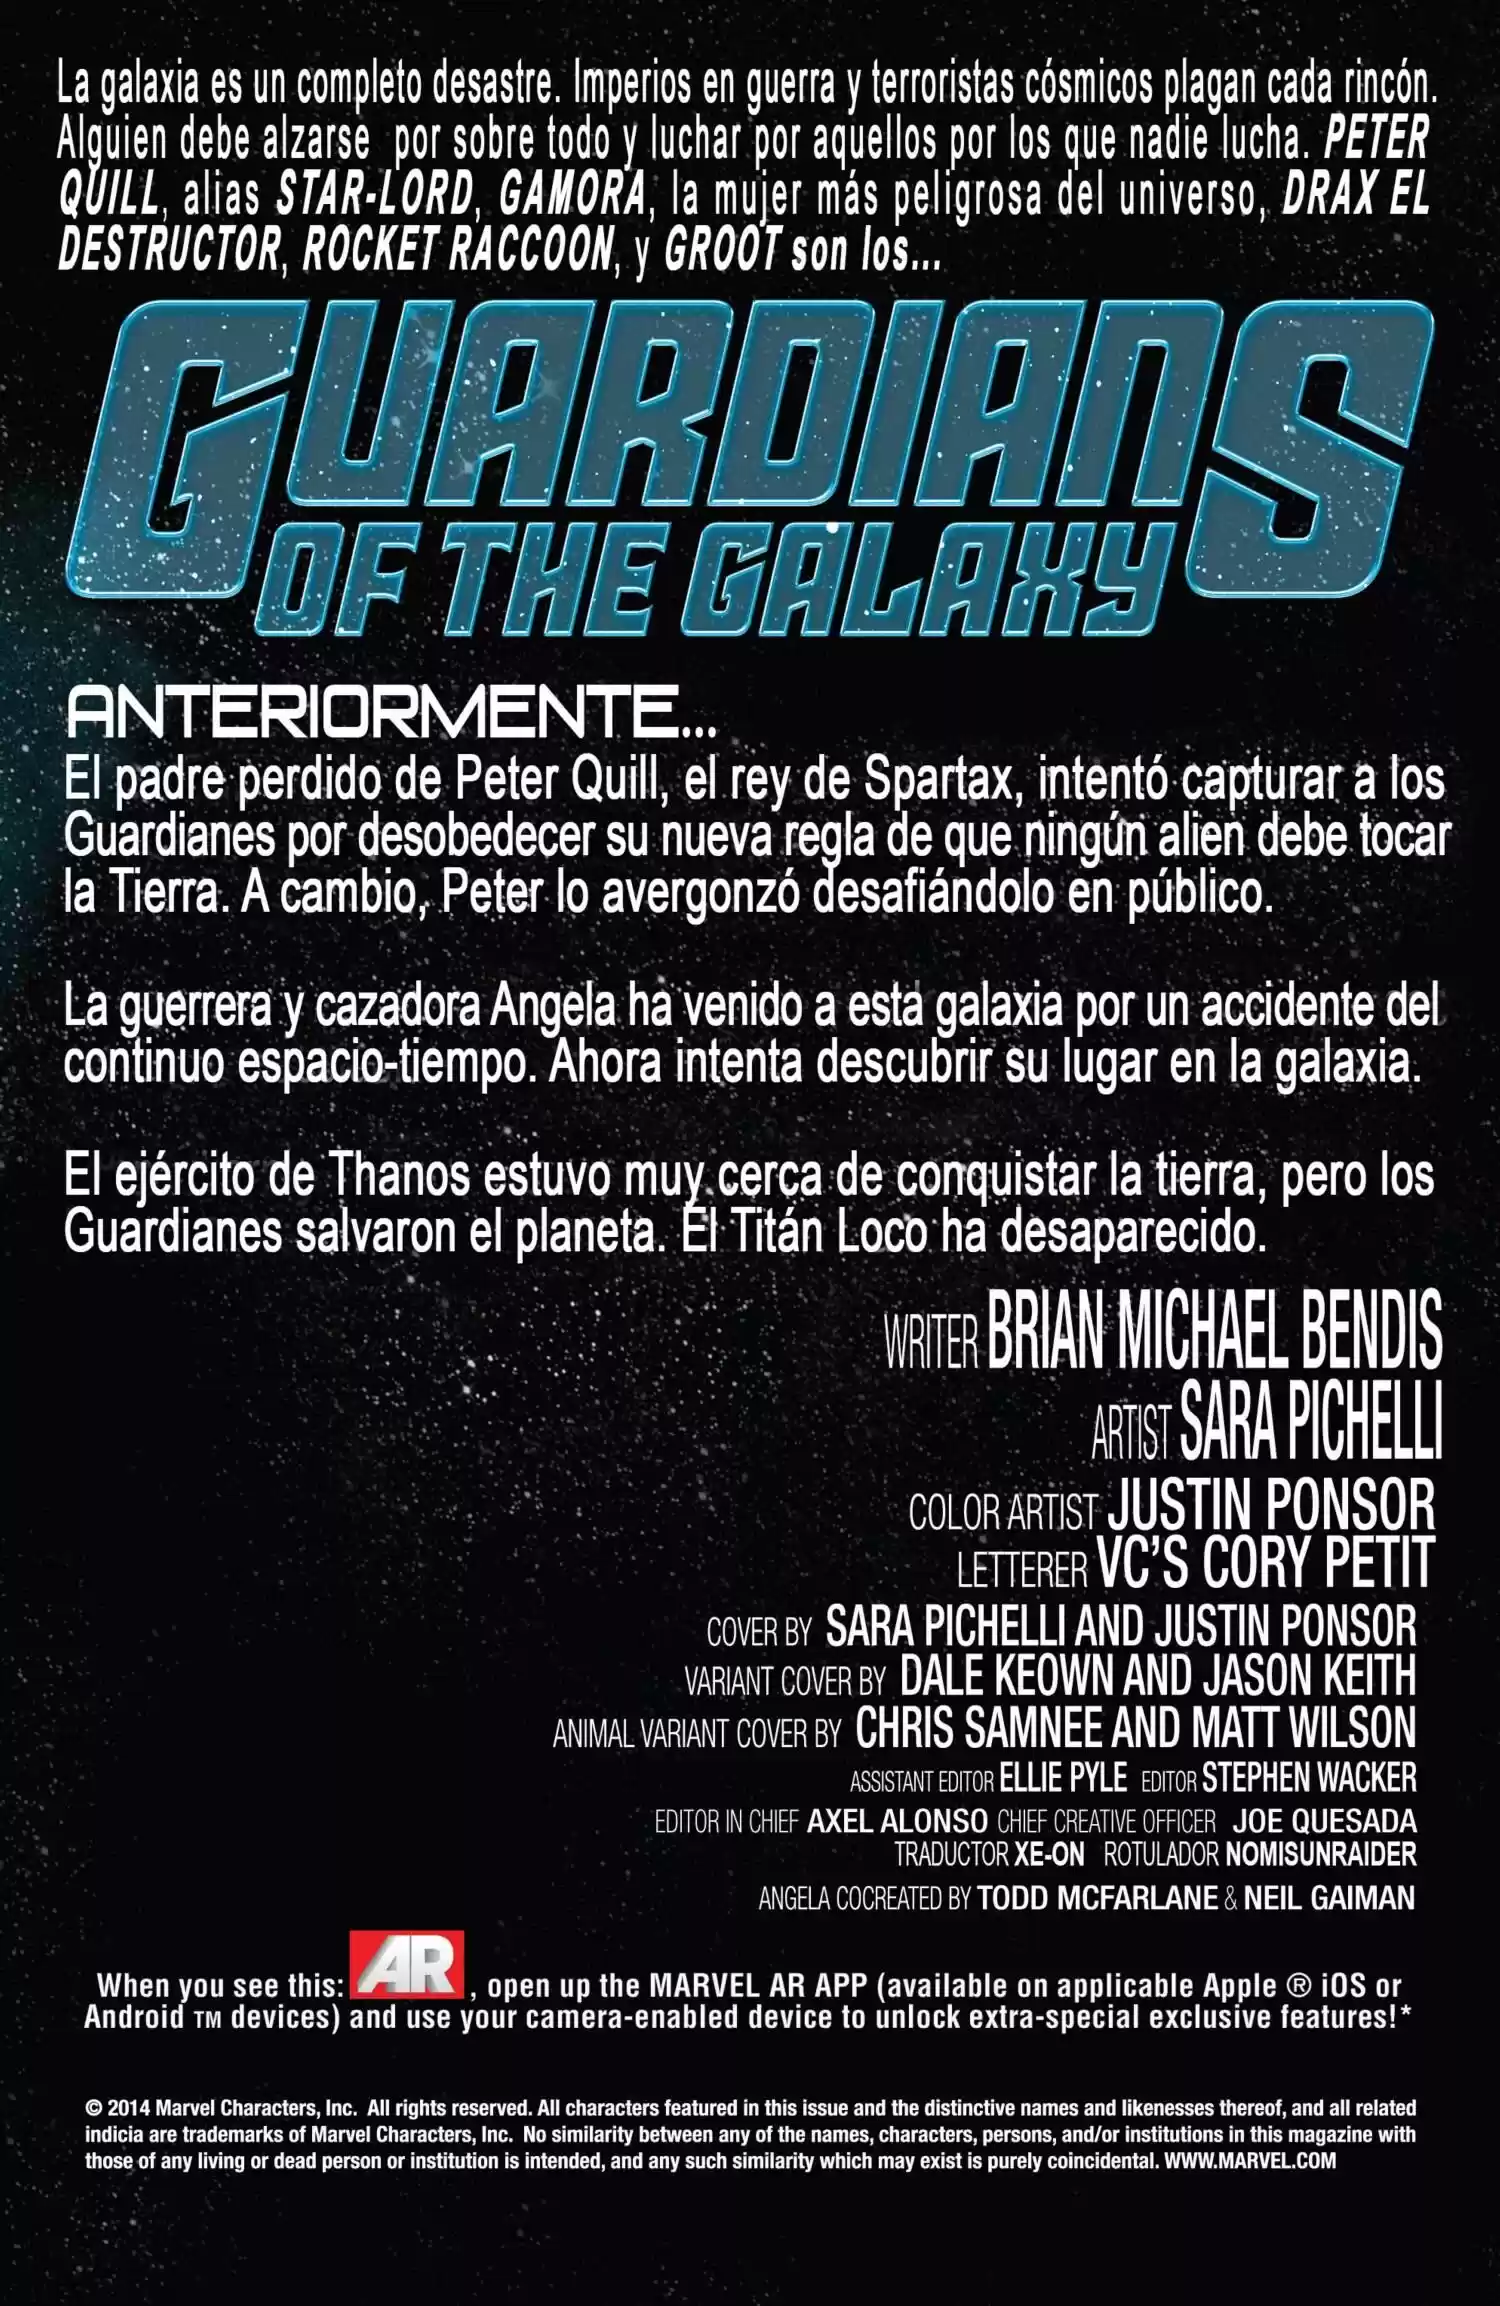 La galaxia es un completo desastre. Imperios en guerra y terroristas cósmicos plagan cada rincón.
Alguien debe alzarse por sobre todo y luchar por aquellos por los que nadie lucha. PETER
QUILL, alias STAR-LORD, GAMORA, la mujer más peligrosa del universo, DRAX EL
DESTRUCTOR, ROCKET RACCOON, y GROOT son los...
GUARDIANS
OF THE GALAXY
ANTERIORMENTE...
El padre perdido de Peter Quill, el rey de Spartax, intentó capturar a los
Guardianes por desobedecer su nueva regla de que ningún alien debe tocar
la Tierra. A cambio, Peter lo avergonzó desafiándolo en público.
La guerrera y cazadora Angela ha venido a esta galaxia por un accidente del
continuo espacio-tiempo. Ahora intenta descubrir su lugar en la galaxia.
El ejército de Thanos estuvo muy cerca de conquistar la tierra, pero los
Guardianes salvaron el planeta. El Titán Loco ha desaparecido.
WRITER BRIAN MICHAEL BENDIS
ARTIST SARA PICHELLI
COLOR ARTIST JUSTIN PONSOR
LETTERER VC'S CORY PETIT
COVER BY SARA PICHELLI AND JUSTIN PONSOR
VARIANT COVER BY DALE KEOWN AND JASON KEITH
ANIMAL VARIANT COVER BY CHRIS SAMNEE AND MATT WILSON
ASSISTANT EDITOR ELLIE PYLE EDITOR STEPHEN WACKER
EDITOR IN CHIEF AXEL ALONSO CHIEF CREATIVE OFFICER JOE QUESADA
TRADUCTOR XE-ON ROTULADOR NOMISUNRAIDER
ANGELA COCREATED BY TODD MCFARLANE & NEIL GAIMAN
When you see this: AR, open up the MARVEL AR APP (available on applicable Apple ® iOS or
Android TM devices) and use your camera-enabled device to unlock extra-special exclusive features!*
© 2014 Marvel Characters, Inc. All rights reserved. All characters featured in this issue and the distinctive names and likenesses thereof, and all related
indicia are trademarks of Marvel Characters, Inc. No similarity between any of the names, characters, persons, and/or institutions in this magazine with
those of any living or dead person or institution is intended, and any such similarity which may exist is purely coincidental. WWW.MARVEL.COM